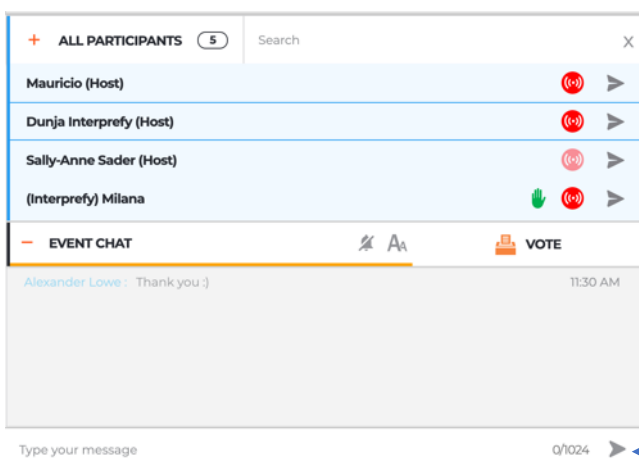 + ALL PARTICIPANTS 5 Search X
Mauricio (Host)
Dunja Interprefy (Host)
Sally-Anne Sader (Host)
(Interprefy) Milana
− EVENT CHAT AA VOTE
Alexander Lowe : Thank you :) 11:30 AM
Type your message 0/1024